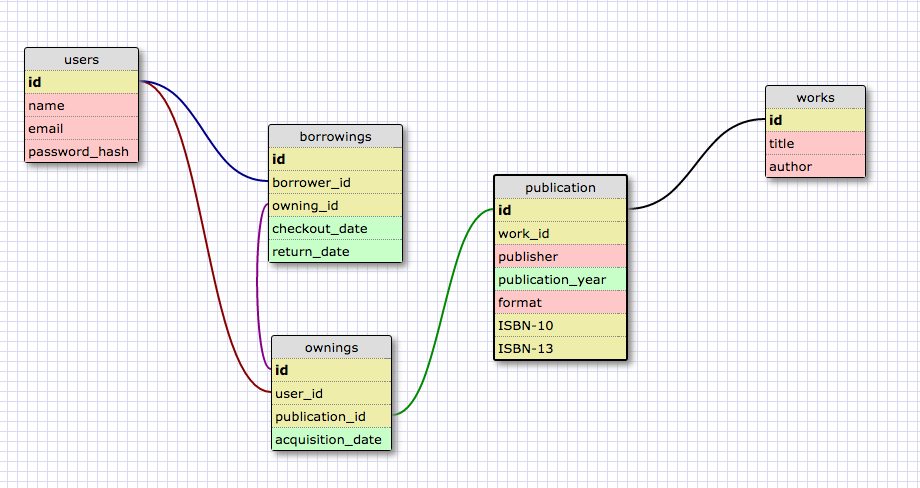 users
id
name
email
password_hash
borrowings
id
borrower_id
owning_id
checkout_date
return_date
ownings
id
user_id
publication_id
acquisition_date
publication
id
work_id
publisher
publication_year
format
ISBN-10
ISBN-13
works
id
title
author